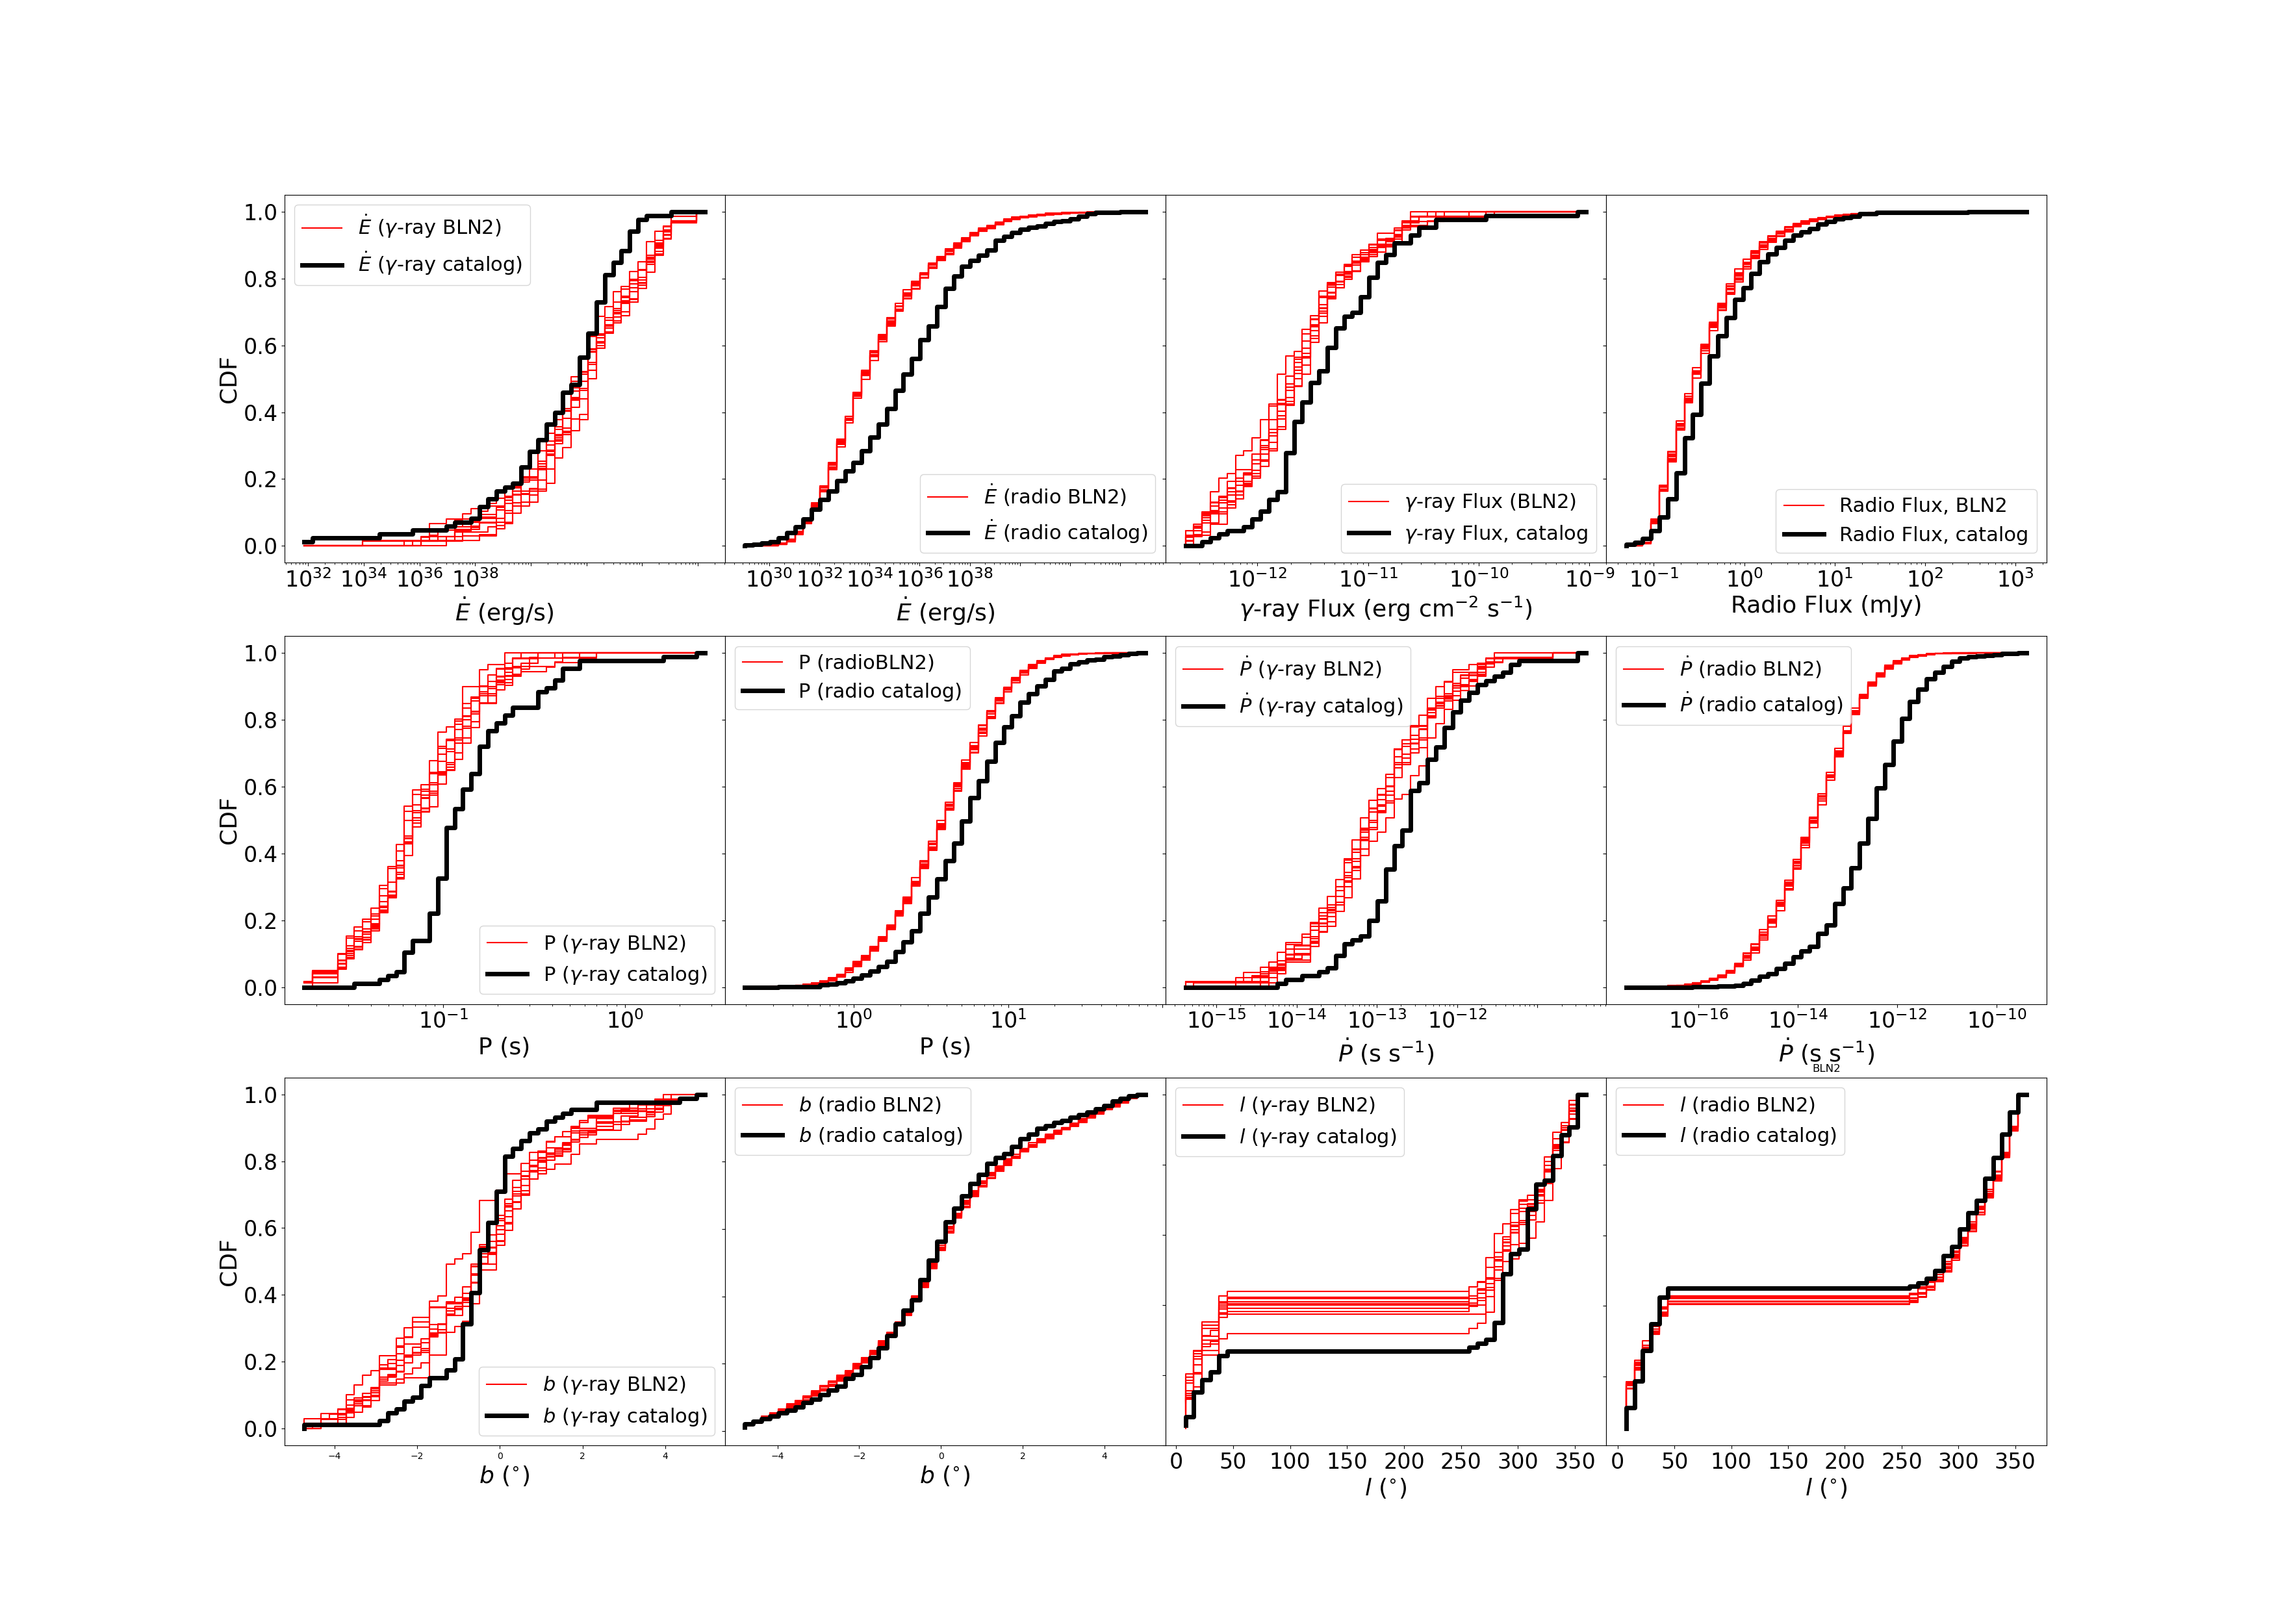 1.0
0.8
0.6
0.4
0.2
0.0
CDF
Ė (γ-ray BLN2)
Ė (γ-ray catalog)
10³² 10³⁴ 10³⁶ 10³⁸
Ė (erg/s)
Ė (radio BLN2)
Ė (radio catalog)
10³⁰ 10³² 10³⁴ 10³⁶ 10³⁸
Ė (erg/s)
γ-ray Flux (BLN2)
γ-ray Flux, catalog
10⁻¹² 10⁻¹¹ 10⁻¹⁰ 10⁻⁹
γ-ray Flux (erg cm⁻² s⁻¹)
Radio Flux, BLN2
Radio Flux, catalog
10⁻¹ 10⁰ 10¹ 10² 10³
Radio Flux (mJy)
1.0
0.8
0.6
0.4
0.2
0.0
CDF
P (γ-ray BLN2)
P (γ-ray catalog)
10⁻¹ 10⁰
P (s)
P (radioBLN2)
P (radio catalog)
10⁰ 10¹
P (s)
Ṗ (γ-ray BLN2)
Ṗ (γ-ray catalog)
10⁻¹⁵ 10⁻¹⁴ 10⁻¹³ 10⁻¹²
Ṗ (s s⁻¹)
Ṗ (radio BLN2)
Ṗ (radio catalog)
10⁻¹⁶ 10⁻¹⁴ 10⁻¹² 10⁻¹⁰
Ṗ (s s⁻¹)
BLN2
1.0
0.8
0.6
0.4
0.2
0.0
CDF
b (γ-ray BLN2)
b (γ-ray catalog)
−4 −2 0 2 4
b (°)
b (radio BLN2)
b (radio catalog)
−4 −2 0 2 4
b (°)
l (γ-ray BLN2)
l (γ-ray catalog)
0 50 100 150 200 250 300 350
l (°)
l (radio BLN2)
l (radio catalog)
0 50 100 150 200 250 300 350
l (°)